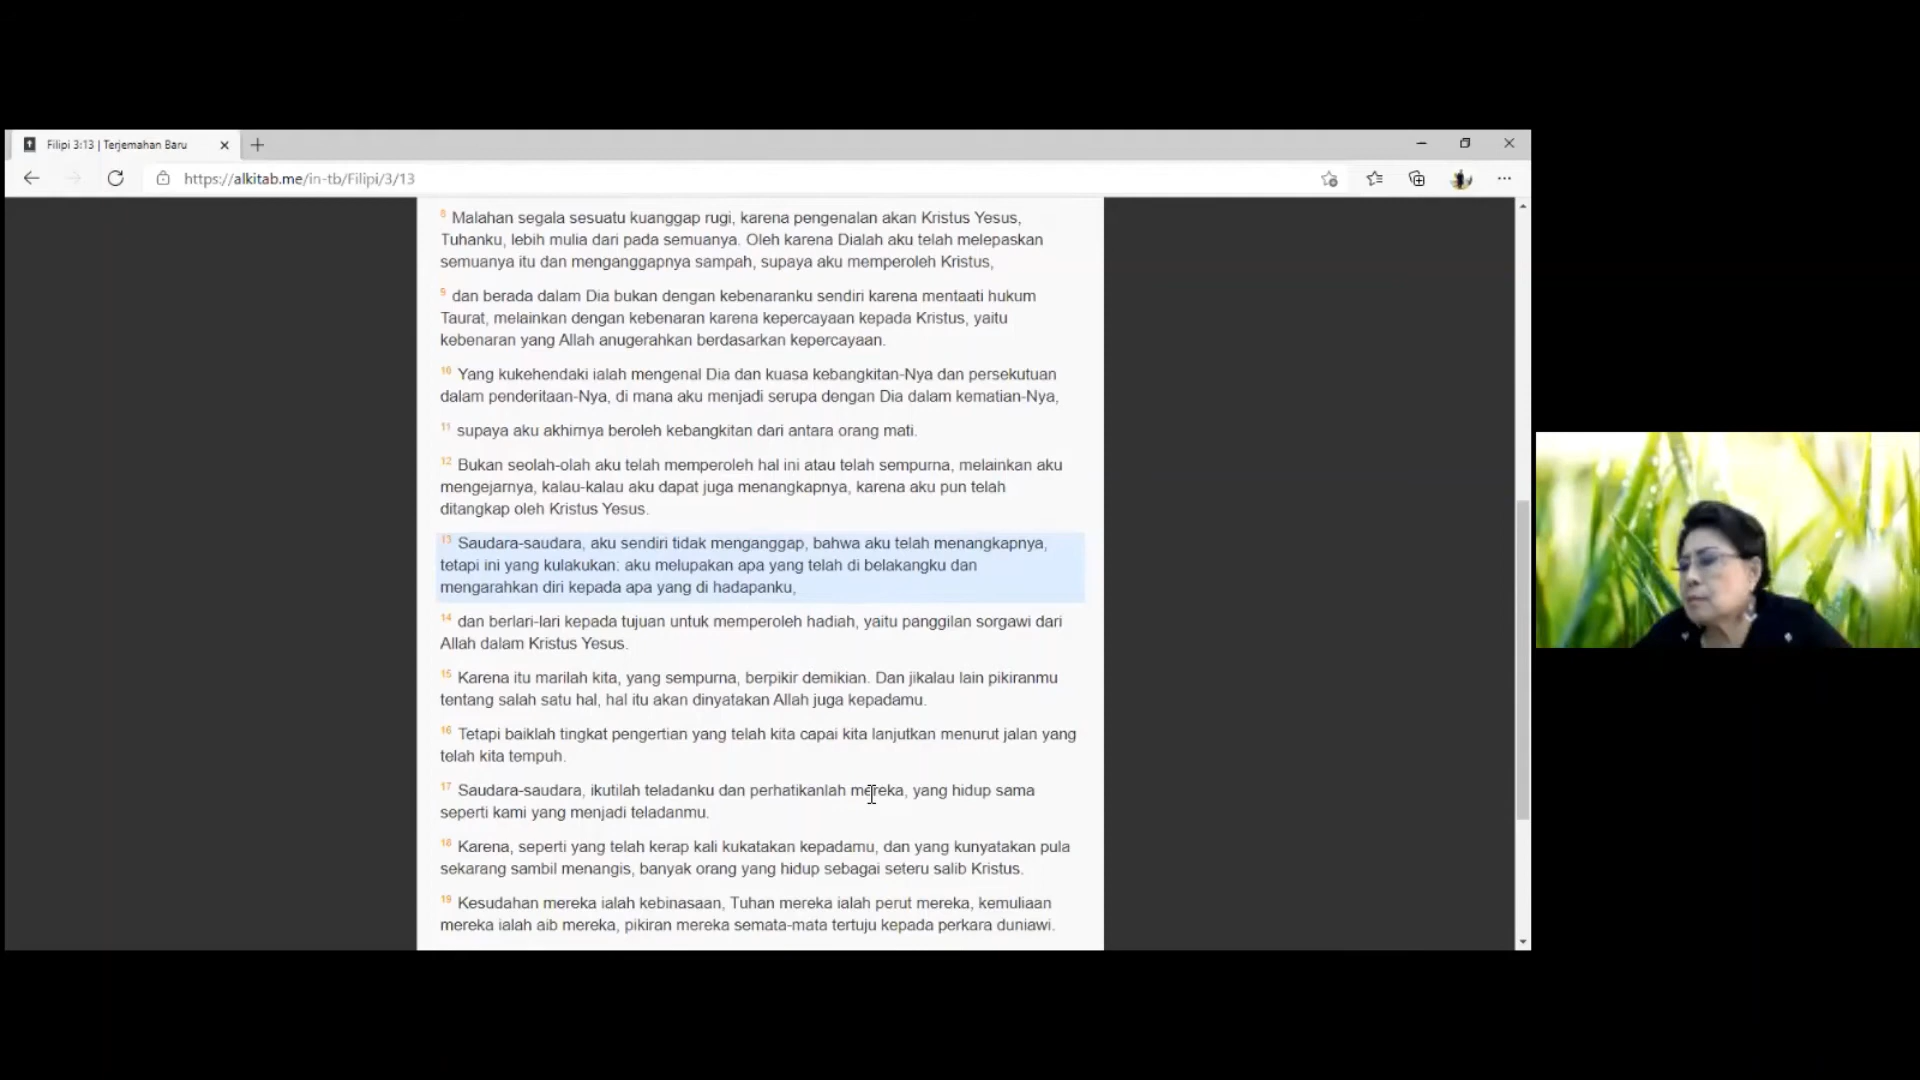 Filipi 3:13 | Terjemahan Baru
https://alkitab.me/in-tb/Filipi/3/13
8 Malahan segala sesuatu kuanggap rugi, karena pengenalan akan Kristus Yesus,
Tuhanku, lebih mulia dari pada semuanya. Oleh karena Dialah aku telah melepaskan
semuanya itu dan menganggapnya sampah, supaya aku memperoleh Kristus,
9 dan berada dalam Dia bukan dengan kebenaranku sendiri karena mentaati hukum
Taurat, melainkan dengan kebenaran karena kepercayaan kepada Kristus, yaitu
kebenaran yang Allah anugerahkan berdasarkan kepercayaan.
10 Yang kukehendaki ialah mengenal Dia dan kuasa kebangkitan-Nya dan persekutuan
dalam penderitaan-Nya, di mana aku menjadi serupa dengan Dia dalam kematian-Nya,
11 supaya aku akhirnya beroleh kebangkitan dari antara orang mati.
12 Bukan seolah-olah aku telah memperoleh hal ini atau telah sempurna, melainkan aku
mengejarnya, kalau-kalau aku dapat juga menangkapnya, karena aku pun telah
ditangkap oleh Kristus Yesus.
13 Saudara-saudara, aku sendiri tidak menganggap, bahwa aku telah menangkapnya,
tetapi ini yang kulakukan: aku melupakan apa yang telah di belakangku dan
mengarahkan diri kepada apa yang di hadapanku,
14 dan berlari-lari kepada tujuan untuk memperoleh hadiah, yaitu panggilan sorgawi dari
Allah dalam Kristus Yesus.
15 Karena itu marilah kita, yang sempurna, berpikir demikian. Dan jikalau lain pikiranmu
tentang salah satu hal, hal itu akan dinyatakan Allah juga kepadamu.
16 Tetapi baiklah tingkat pengertian yang telah kita capai kita lanjutkan menurut jalan yang
telah kita tempuh.
17 Saudara-saudara, ikutilah teladanku dan perhatikanlah mereka, yang hidup sama
seperti kami yang menjadi teladanmu.
18 Karena, seperti yang telah kerap kali kukatakan kepadamu, dan yang kunyatakan pula
sekarang sambil menangis, banyak orang yang hidup sebagai seteru salib Kristus.
19 Kesudahan mereka ialah kebinasaan, Tuhan mereka ialah perut mereka, kemuliaan
mereka ialah aib mereka, pikiran mereka semata-mata tertuju kepada perkara duniawi.